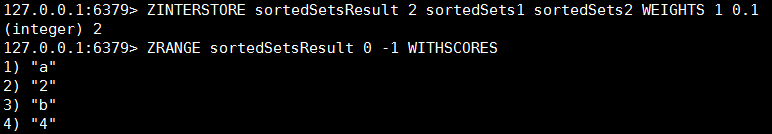 127.0.0.1:6379> ZINTERSTORE sortedSetsResult 2 sortedSets1 sortedSets2 WEIGHTS 1 0.1
(integer) 2
127.0.0.1:6379> ZRANGE sortedSetsResult 0 -1 WITHSCORES
1) "a"
2) "2"
3) "b"
4) "4"